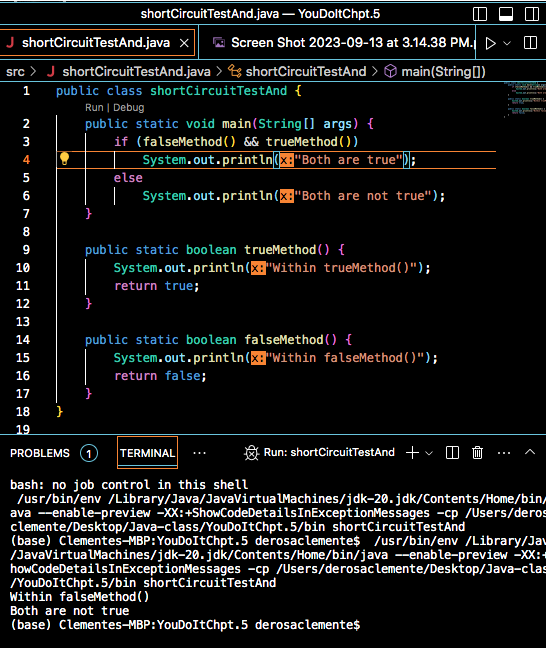 shortCircuitTestAnd.java — YouDoItChpt.5
J shortCircuitTestAnd.java × Screen Shot 2023-09-13 at 3.14.38 PM.
src > J shortCircuitTestAnd.java > shortCircuitTestAnd > main(String[])
1 public class shortCircuitTestAnd {
Run | Debug
2 public static void main(String[] args) {
3 if (falseMethod() && trueMethod())
4 System.out.println(x:"Both are true");
5 else
6 System.out.println(x:"Both are not true");
7 }
8
9 public static boolean trueMethod() {
10 System.out.println(x:"Within trueMethod()");
11 return true;
12 }
13
14 public static boolean falseMethod() {
15 System.out.println(x:"Within falseMethod()");
16 return false;
17 }
18 }
19
PROBLEMS 1 TERMINAL ··· Run: shortCircuitTestAnd
bash: no job control in this shell
/usr/bin/env /Library/Java/JavaVirtualMachines/jdk-20.jdk/Contents/Home/bin/
ava --enable-preview -XX:+ShowCodeDetailsInExceptionMessages -cp /Users/deros
clemente/Desktop/Java-class/YouDoItChpt.5/bin shortCircuitTestAnd
(base) Clementes-MBP:YouDoItChpt.5 derosaclemente$ /usr/bin/env /Library/Jav
/JavaVirtualMachines/jdk-20.jdk/Contents/Home/bin/java --enable-preview -XX:+
howCodeDetailsInExceptionMessages -cp /Users/derosaclemente/Desktop/Java-clas
/YouDoItChpt.5/bin shortCircuitTestAnd
Within falseMethod()
Both are not true
(base) Clementes-MBP:YouDoItChpt.5 derosaclemente$